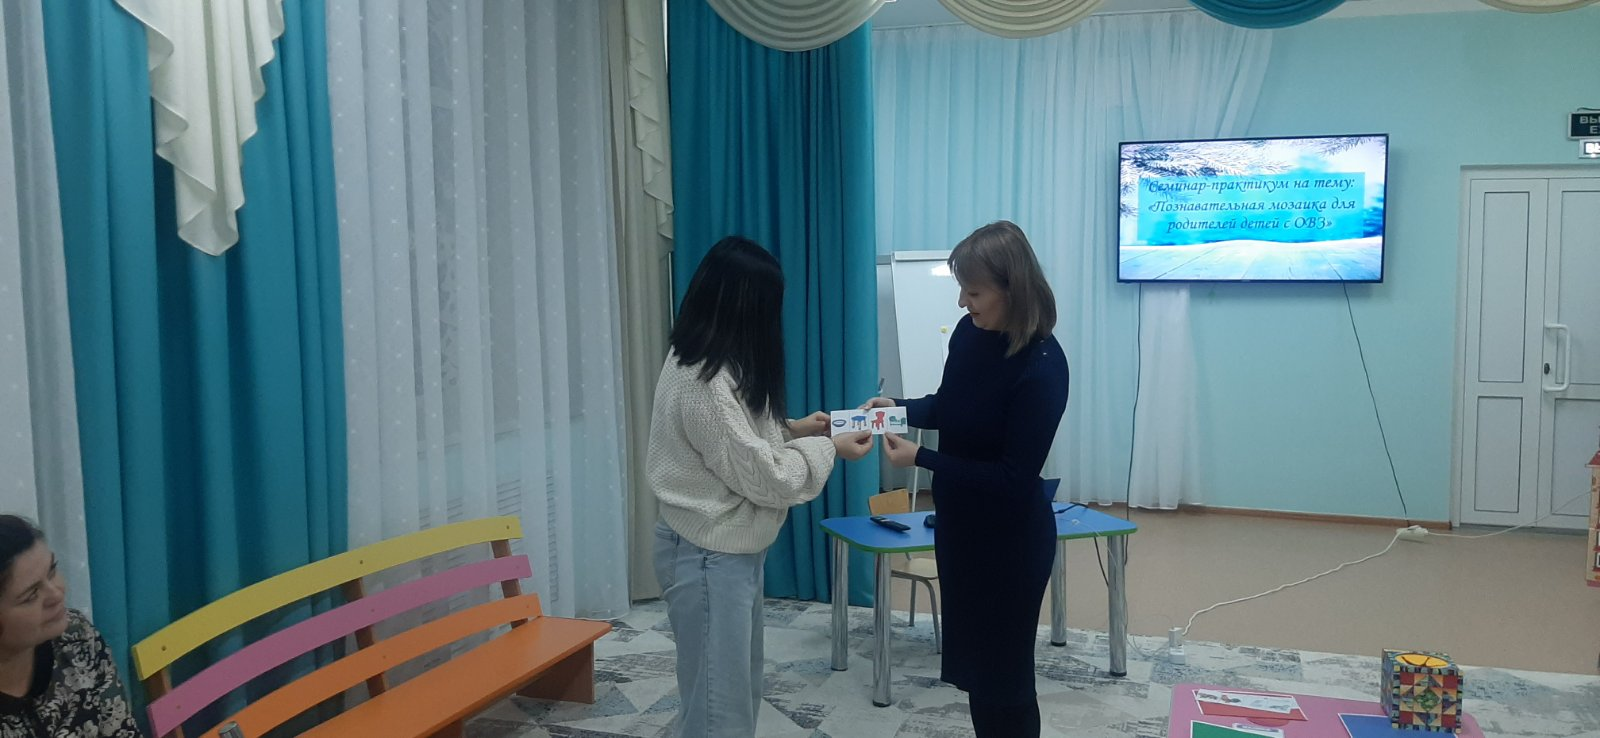 Семинар-практикум на тему:
«Познавательная мозаика для
родителей детей с ОВЗ»